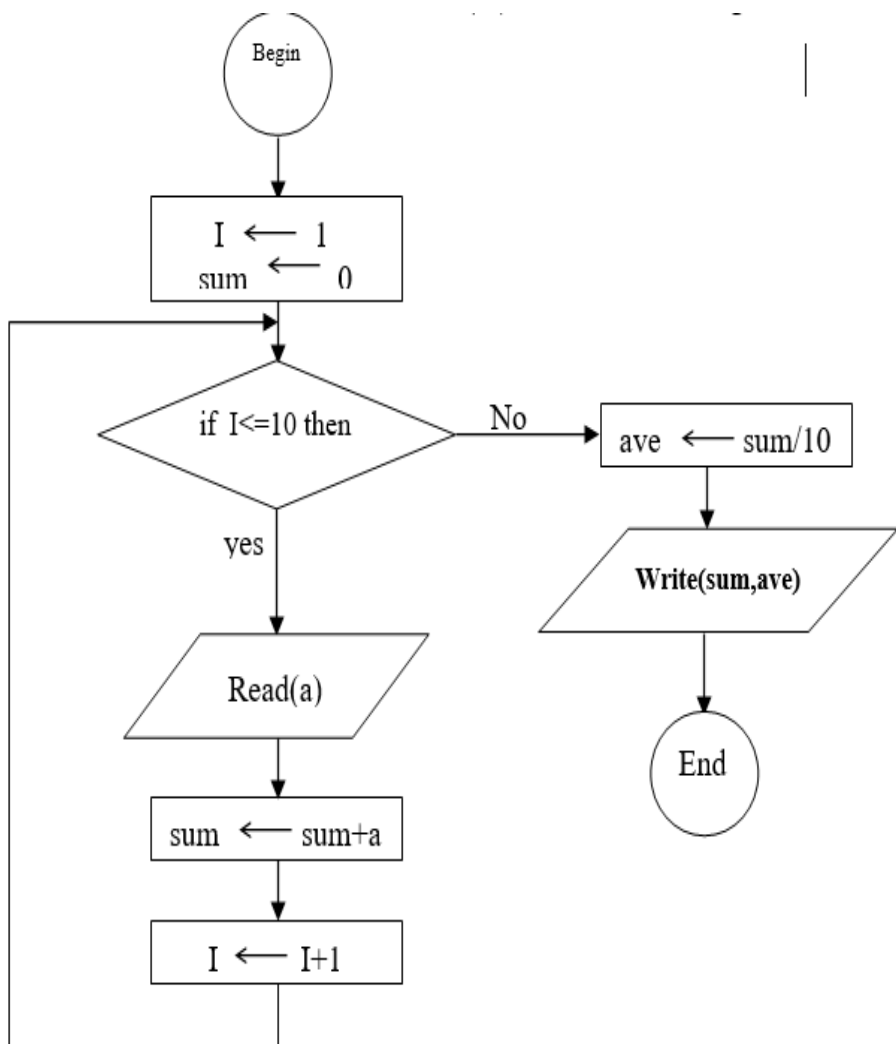 Begin
I ← 1
sum ← 0
if I<=10 then
No
ave ← sum/10
yes
Write(sum,ave)
Read(a)
End
sum ← sum+a
I ← I+1